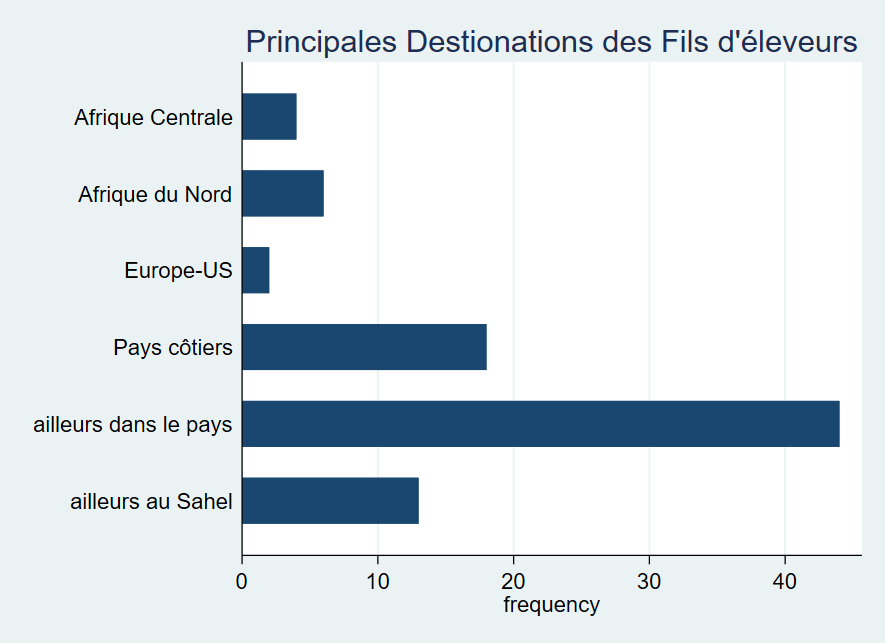 Principales Destionations des Fils d'éleveurs
Afrique Centrale
Afrique du Nord
Europe-US
Pays côtiers
ailleurs dans le pays
ailleurs au Sahel
0 10 20 30 40
frequency